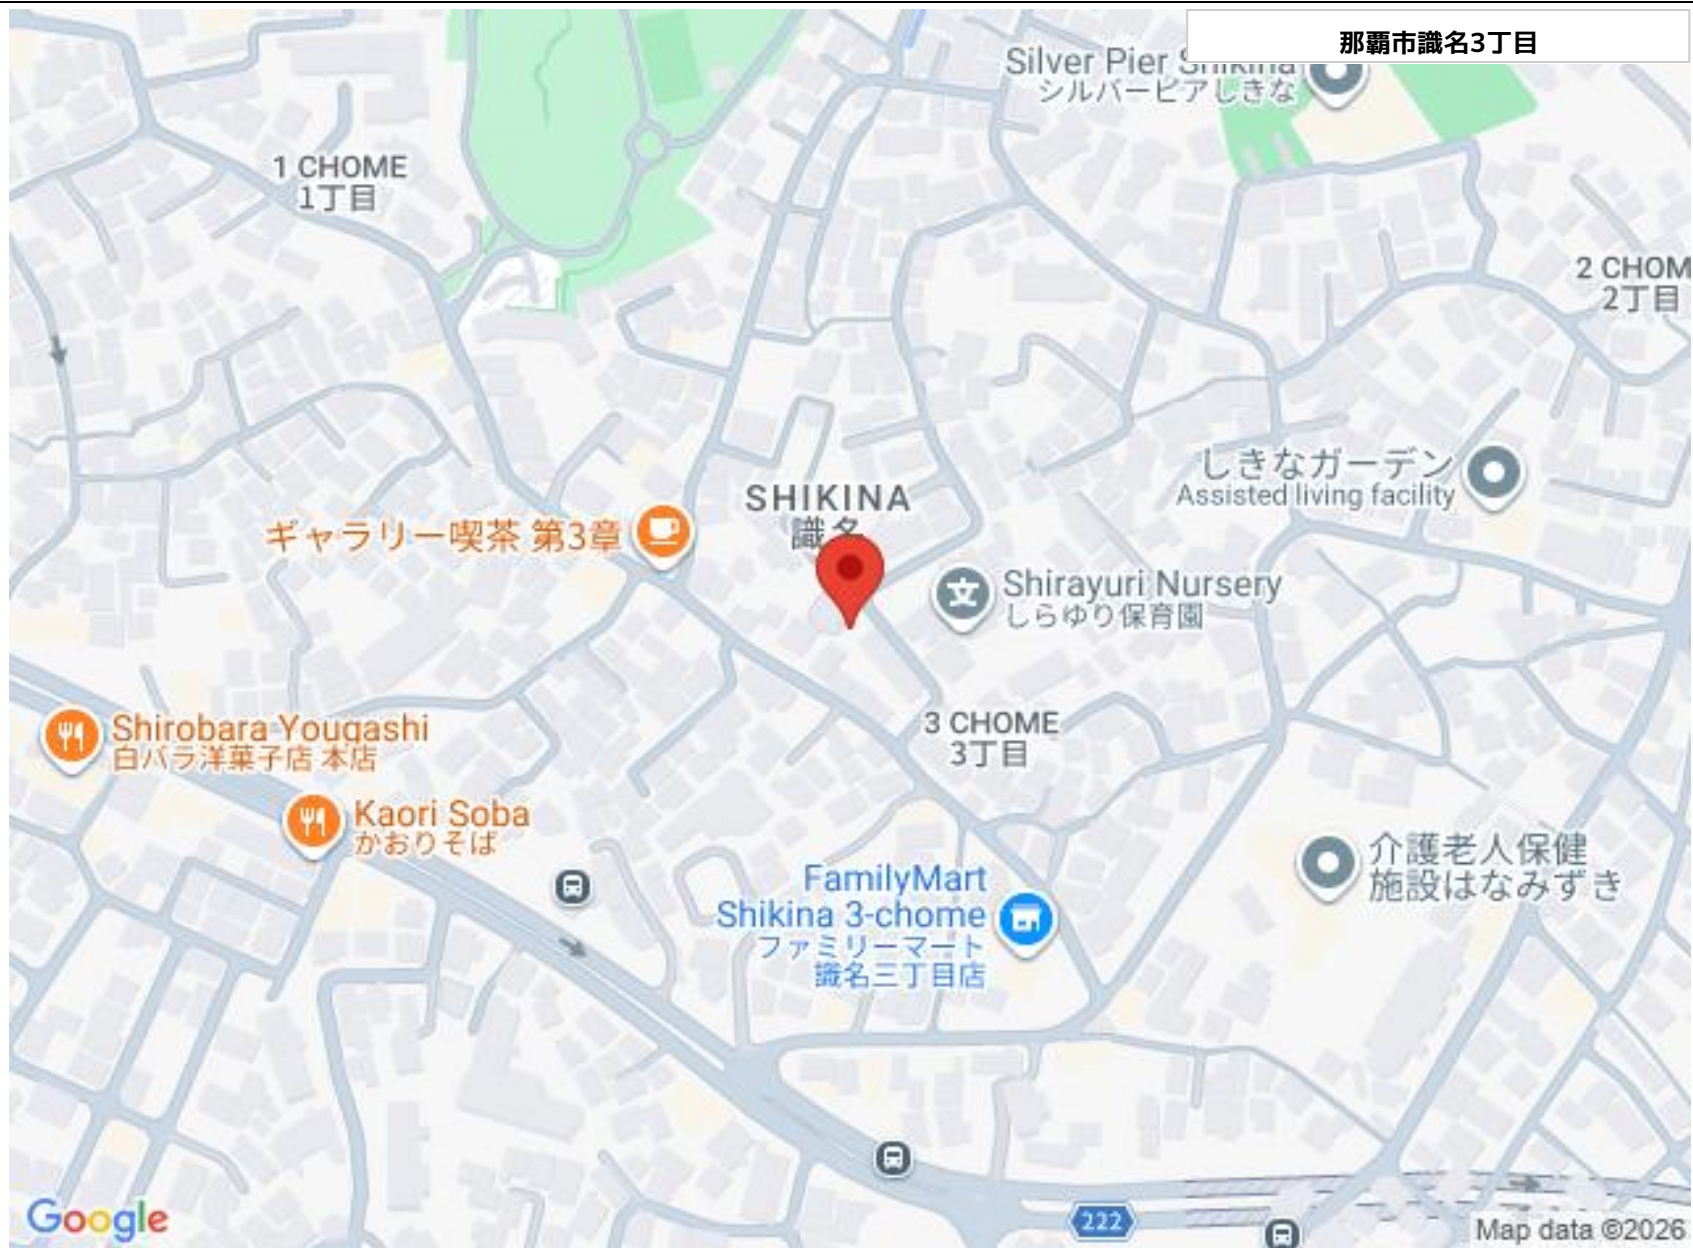 那覇市識名3丁目
Silver Pier Shikina
シルバーピアしきな
1 CHOME
1丁目
2 CHOM
2丁目
しきなガーデン
Assisted living facility
SHIKINA
識名
ギャラリー喫茶 第3章
Shirayuri Nursery
しらゆり保育園
3 CHOME
3丁目
Shirobara Yougashi
白バラ洋菓子店 本店
Kaori Soba
かおりそば
介護老人保健
施設はなみずき
FamilyMart
Shikina 3-chome
ファミリーマート
識名三丁目店
222
Google
Map data ©2026